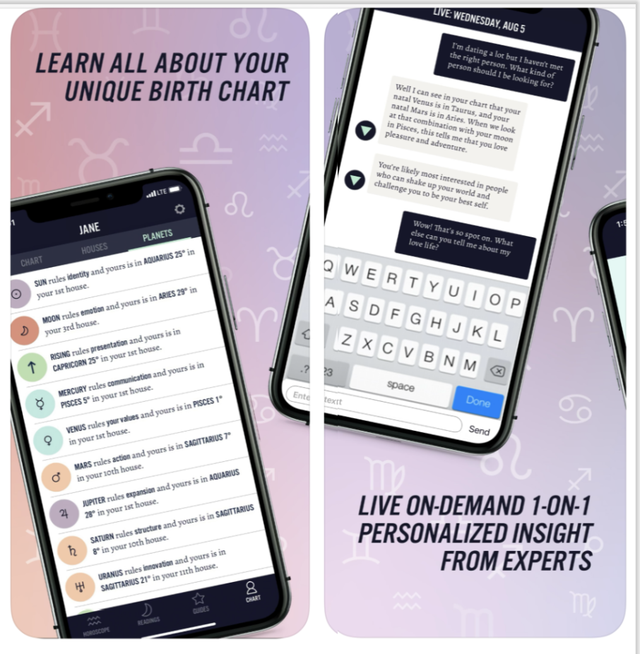 LEARN ALL ABOUT YOUR
UNIQUE BIRTH CHART
LTE
JANE
CHART HOUSES PLANETS
SUN rules identity and yours is in AQUARIUS 25° in
your 1st house.
MOON rules emotion and yours is in ARIES 29° in
your 3rd house.
RISING rules presentation and yours is in
CAPRICORN 25° in your 1st house.
MERCURY rules communication and yours is in
PISCES 5° in your 1st house.
VENUS rules your values and yours is in PISCES 1°
in your 1st house.
MARS rules action and yours is in SAGITTARIUS 7°
in your 10th house.
JUPITER rules expansion and yours is in AQUARIUS
28° in your 1st house.
SATURN rules structure and yours is in SAGITTARIUS
8° in your 10th house.
URANUS rules innovation and yours is in
SAGITTARIUS 21° in your 11th house.
HOROSCOPE READINGS GUIDES CHART
LIVE: WEDNESDAY, AUG 5
I'm dating a lot but I haven't met
the right person. What kind of
person should I be looking for?
Well I can see in your chart that your
natal Venus is in Taurus, and your
natal Mars is in Aries. When we look
at that combination with your moon
in Pisces, this tells me that you love
pleasure and adventure.
You're likely most interested in people
who can shake up your world and
challenge you to be your best self.
Wow! That's so spot on. What
else can you tell me about my
love life?
Q W E R T Y U I O P
A S D F G H J K L
Z X C V B N M
.?123 space Done
Send
LIVE ON-DEMAND 1-ON-1
PERSONALIZED INSIGHT
FROM EXPERTS